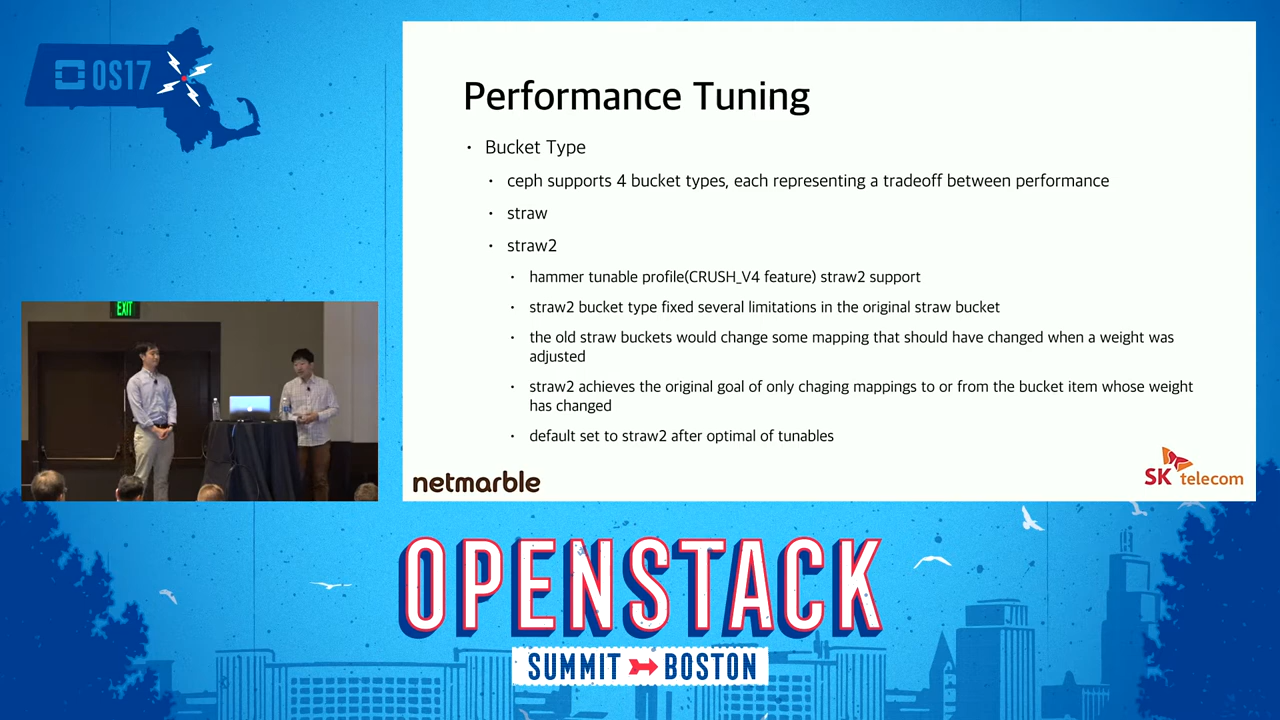 OS17
EXIT
Performance Tuning
• Bucket Type
• ceph supports 4 bucket types, each representing a tradeoff between performance
• straw
• straw2
• hammer tunable profile(CRUSH_V4 feature) straw2 support
• straw2 bucket type fixed several limitations in the original straw bucket
• the old straw buckets would change some mapping that should have changed when a weight was
adjusted
• straw2 achieves the original goal of only chaging mappings to or from the bucket item whose weight
has changed
• default set to straw2 after optimal of tunables
netmarble
SK telecom
OPENSTACK
SUMMIT BOSTON